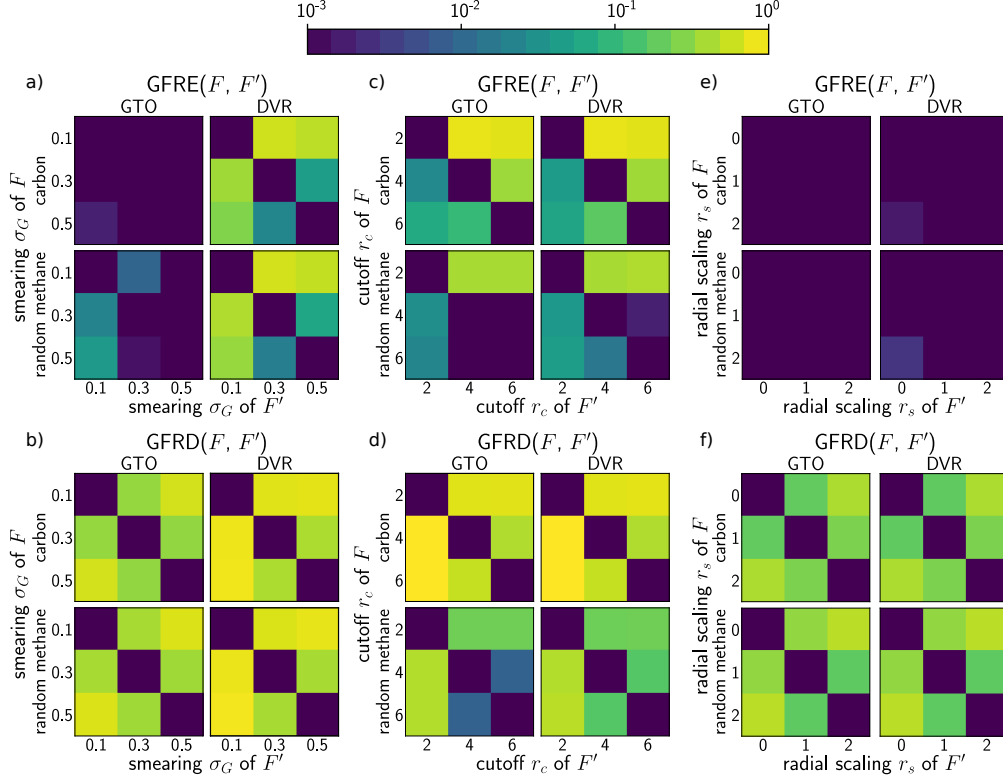 10⁻³ 10⁻² 10⁻¹ 10⁰
a) GFRE(F, F′)
GTO DVR
smearing σ_G of F
carbon
0.1
0.3
0.5
random methane
0.1
0.3
0.5
0.1 0.3 0.5 0.1 0.3 0.5
smearing σ_G of F′
c) GFRE(F, F′)
GTO DVR
cutoff r_c of F
carbon
2
4
6
random methane
2
4
6
2 4 6 2 4 6
cutoff r_c of F′
e) GFRE(F, F′)
GTO DVR
radial scaling r_s of F
carbon
0
1
2
random methane
0
1
2
0 1 2 0 1 2
radial scaling r_s of F′
b) GFRD(F, F′)
GTO DVR
smearing σ_G of F
carbon
0.1
0.3
0.5
random methane
0.1
0.3
0.5
0.1 0.3 0.5 0.1 0.3 0.5
smearing σ_G of F′
d) GFRD(F, F′)
GTO DVR
cutoff r_c of F
carbon
2
4
6
random methane
2
4
6
2 4 6 2 4 6
cutoff r_c of F′
f) GFRD(F, F′)
GTO DVR
radial scaling r_s of F
carbon
0
1
2
random methane
0
1
2
0 1 2 0 1 2
radial scaling r_s of F′